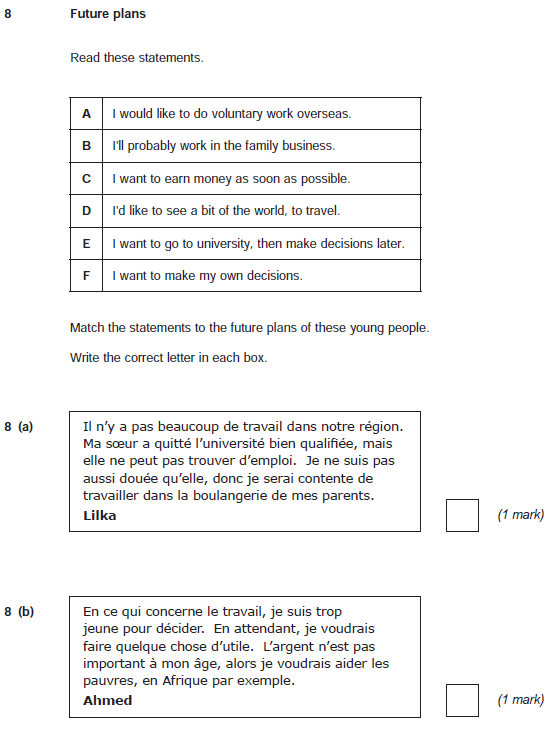 8 Future plans
Read these statements.
A I would like to do voluntary work overseas.
B I'll probably work in the family business.
C I want to earn money as soon as possible.
D I'd like to see a bit of the world, to travel.
E I want to go to university, then make decisions later.
F I want to make my own decisions.
Match the statements to the future plans of these young people.
Write the correct letter in each box.
8 (a)
Il n'y a pas beaucoup de travail dans notre région.
Ma sœur a quitté l'université bien qualifiée, mais
elle ne peut pas trouver d'emploi. Je ne suis pas
aussi douée qu'elle, donc je serai contente de
travailler dans la boulangerie de mes parents.
Lilka
(1 mark)
8 (b)
En ce qui concerne le travail, je suis trop
jeune pour décider. En attendant, je voudrais
faire quelque chose d'utile. L'argent n'est pas
important à mon âge, alors je voudrais aider les
pauvres, en Afrique par exemple.
Ahmed
(1 mark)